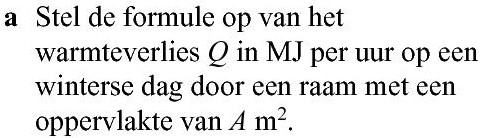 a Stel de formule op van het
warmteverlies Q in MJ per uur op een
winterse dag door een raam met een
oppervlakte van A m².